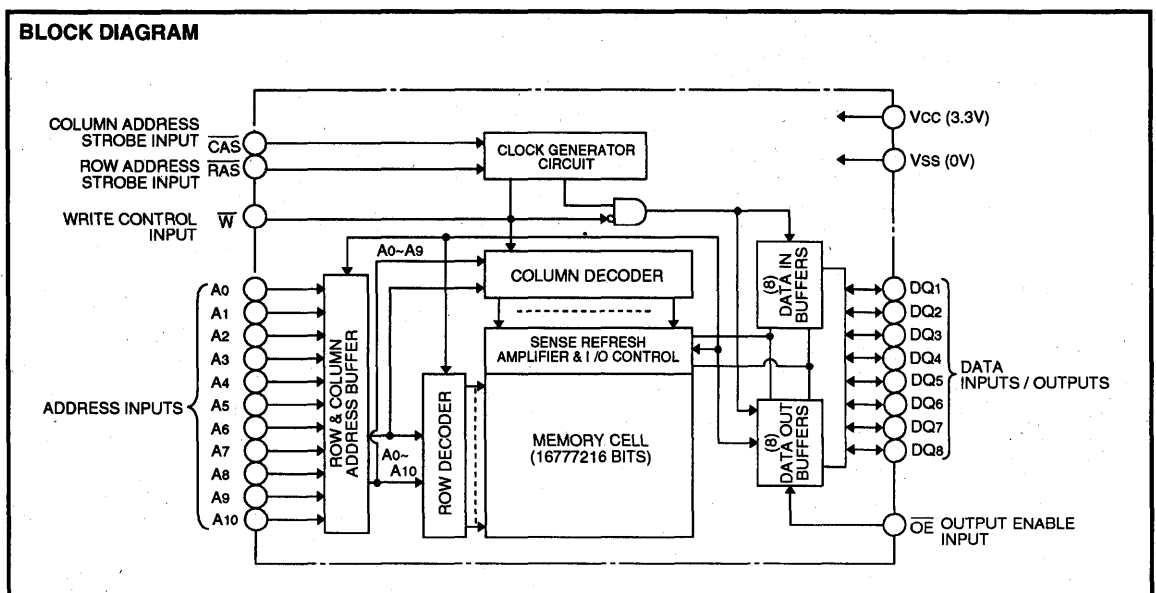 BLOCK DIAGRAM
COLUMN ADDRESS
STROBE INPUT
CAS
ROW ADDRESS
STROBE INPUT
RAS
WRITE CONTROL
INPUT
W
CLOCK GENERATOR
CIRCUIT
VCC (3.3V)
VSS (0V)
A0~A9
COLUMN DECODER
SENSE REFRESH
AMPLIFIER & I /O CONTROL
ADDRESS INPUTS
A0
A1
A2
A3
A4
A5
A6
A7
A8
A9
A10
ROW & COLUMN
ADDRESS BUFFER
A0~
A10
ROW DECODER
MEMORY CELL
(16777216 BITS)
(8)
DATA IN
BUFFERS
(8)
DATA OUT
BUFFERS
DQ1
DQ2
DQ3
DQ4
DQ5
DQ6
DQ7
DQ8
DATA
INPUTS / OUTPUTS
OE OUTPUT ENABLE
INPUT